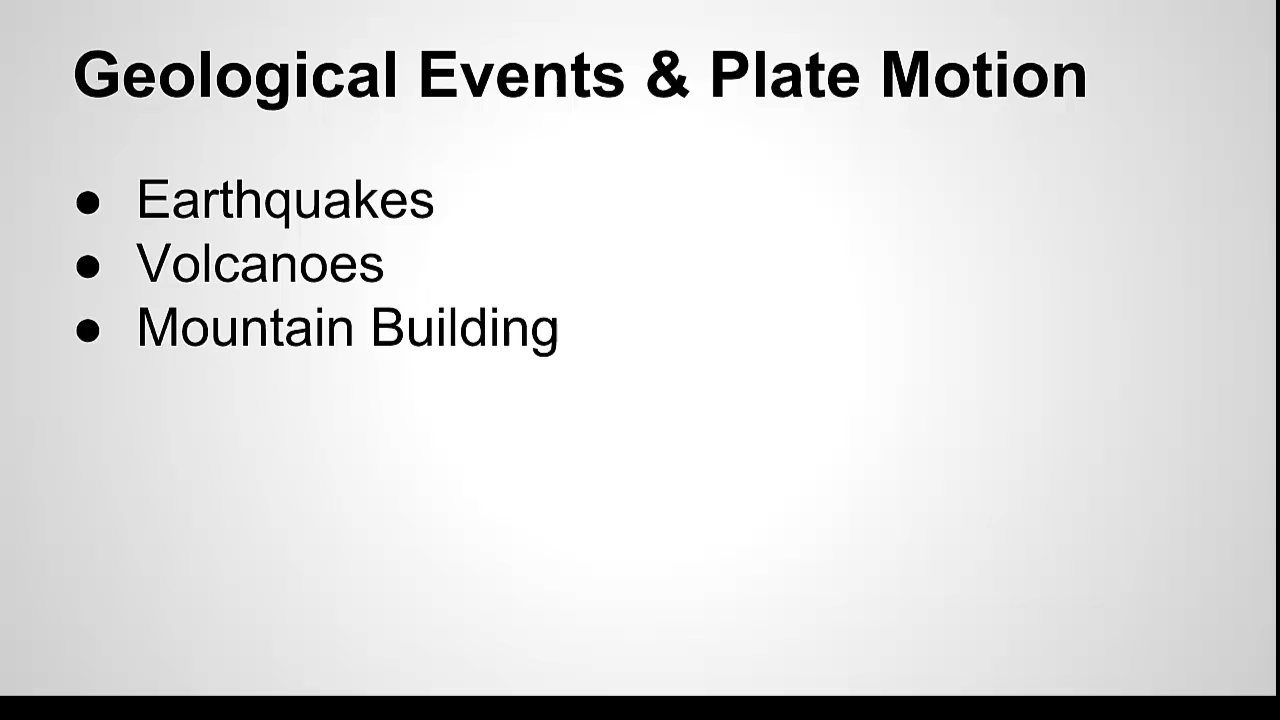 Geological Events & Plate Motion
● Earthquakes
● Volcanoes
● Mountain Building